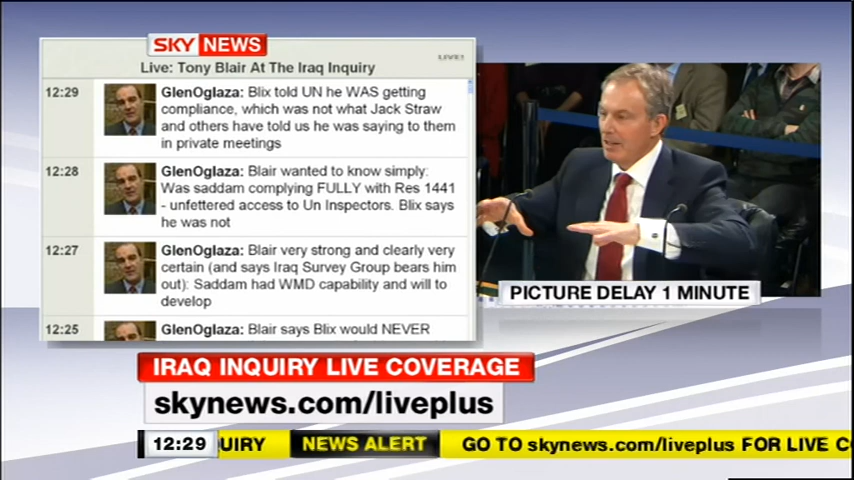 SKY NEWS
LIVE!
Live: Tony Blair At The Iraq Inquiry
12:29
GlenOglaza: Blix told UN he WAS getting
compliance, which was not what Jack Straw
and others have told us he was saying to them
in private meetings
12:28
GlenOglaza: Blair wanted to know simply:
Was saddam complying FULLY with Res 1441
- unfettered access to Un Inspectors. Blix says
he was not
12:27
GlenOglaza: Blair very strong and clearly very
certain (and says Iraq Survey Group bears him
out): Saddam had WMD capability and will to
develop
12:25
GlenOglaza: Blair says Blix would NEVER
PICTURE DELAY 1 MINUTE
IRAQ INQUIRY LIVE COVERAGE
skynews.com/liveplus
12:29 UIRY NEWS ALERT GO TO skynews.com/liveplus FOR LIVE C